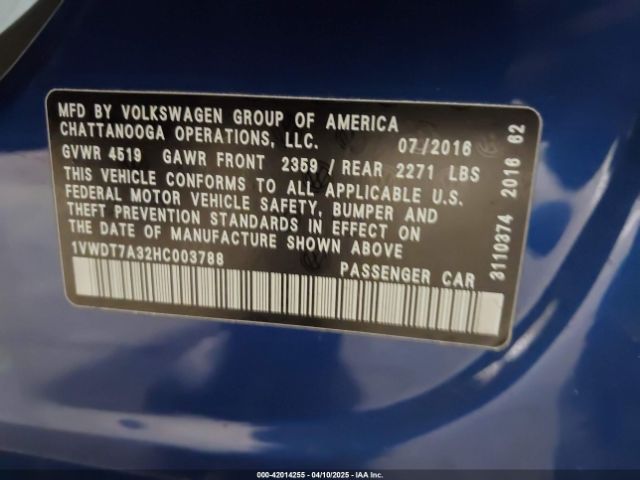 MFD BY VOLKSWAGEN GROUP OF AMERICA
CHATTANOOGA OPERATIONS, LLC. 07/2016
GVWR 4519 GAWR FRONT 2359 / REAR 2271 LBS
THIS VEHICLE CONFORMS TO ALL APPLICABLE U.S.
FEDERAL MOTOR VEHICLE SAFETY, BUMPER AND
THEFT PREVENTION STANDARDS IN EFFECT ON
THE DATE OF MANUFACTURE SHOWN ABOVE.
1VWDT7A32HC003788 PASSENGER CAR
3110374 2016 62
000-42014255 - 04/10/2025 - IAA Inc.